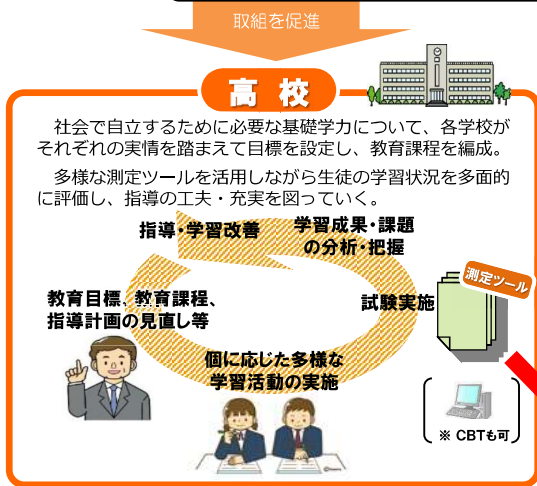 取組を促進
高 校
社会で自立するために必要な基礎学力について、各学校が
それぞれの実情を踏まえて目標を設定し、教育課程を編成。
多様な測定ツールを活用しながら生徒の学習状況を多面的
に評価し、指導の工夫・充実を図っていく。
指導・学習改善
学習成果・課題
の分析・把握
測定ツール
試験実施
教育目標、教育課程、
指導計画の見直し等
個に応じた多様な
学習活動の実施
※ CBTも可